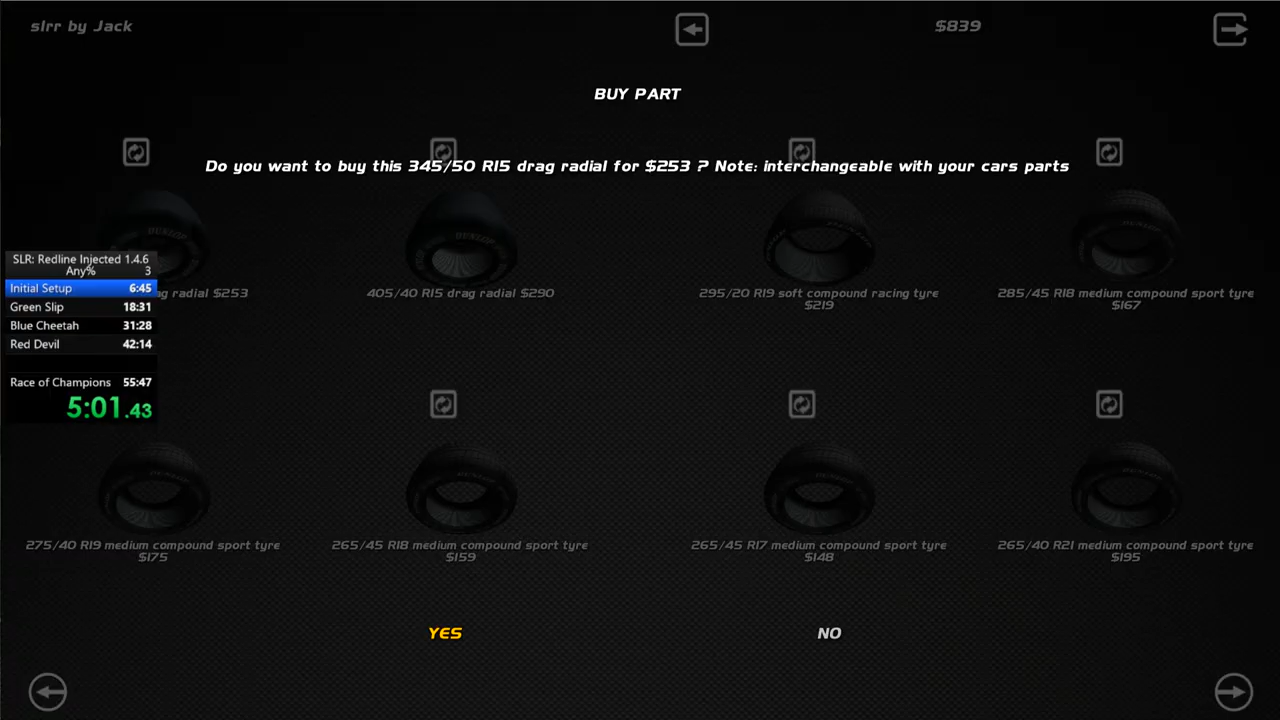 slrr by Jack
$839
BUY PART
Do you want to buy this 345/50 R15 drag radial for $253 ? Note: interchangeable with your cars parts
DUNLOP
DUNLOP
SLR: Redline Injected 1.4.6
Any% 3
Initial Setup 6:45
Green Slip 18:31
Blue Cheetah 31:28
Red Devil 42:14
Race of Champions 55:47
5:01.43
ag radial $253
405/40 R15 drag radial $290
295/20 R19 soft compound racing tyre
$219
285/45 R18 medium compound sport tyre
$167
275/40 R19 medium compound sport tyre
$175
265/45 R18 medium compound sport tyre
$159
265/45 R17 medium compound sport tyre
$148
265/40 R21 medium compound sport tyre
$195
YES
NO